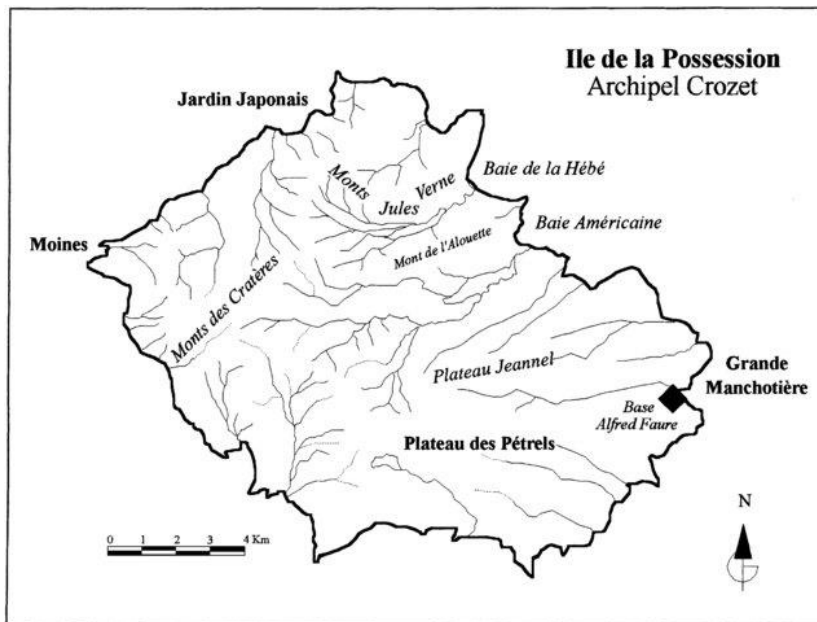 Ile de la Possession
Archipel Crozet
Jardin Japonais
Monts
Jules
Verne
Baie de la Hébé
Baie Américaine
Mont de l'Alouette
Moines
Monts des Cratères
Plateau Jeannel
Grande
Manchotière
Base
Alfred Faure
Plateau des Pétrels
N
0 1 2 3 4 Km